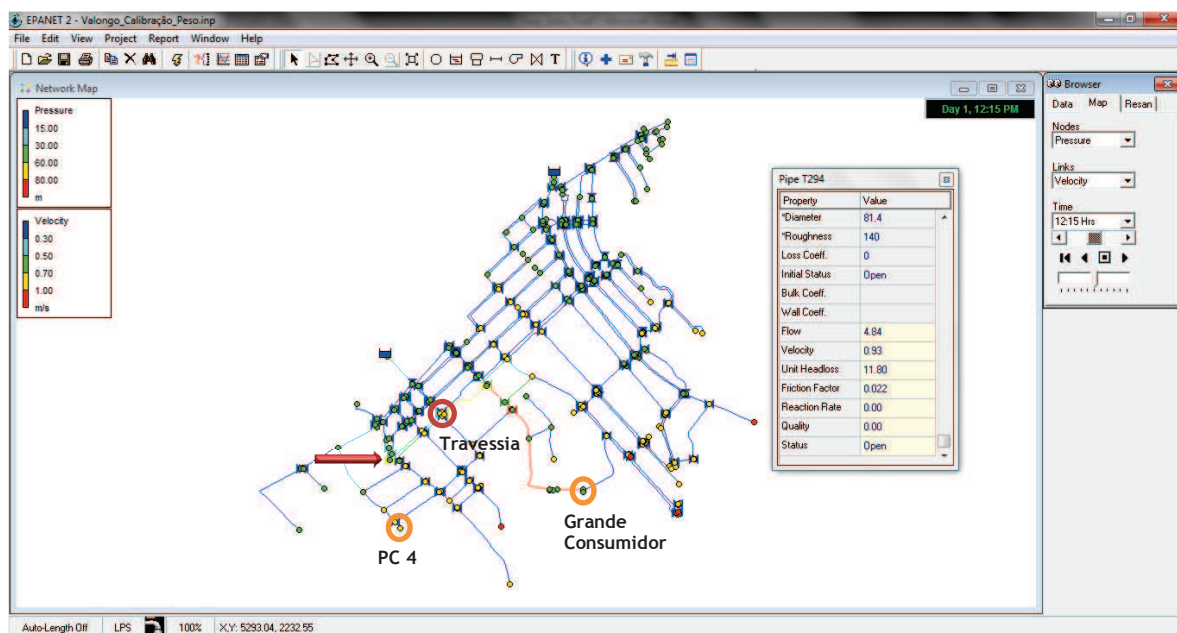 EPANET 2 - Valongo_Calibração_Peso.inp
File Edit View Project Report Window Help
T
Network Map
Day 1, 12:15 PM
Pressure
15.00
30.00
60.00
80.00
m
Velocity
0.30
0.50
0.70
1.00
m/s
Travessia
PC 4
Grande
Consumidor
Pipe T294
Property Value
*Diameter 81.4
*Roughness 140
Loss Coeff. 0
Initial Status Open
Bulk Coeff.
Wall Coeff.
Flow 4.84
Velocity 0.93
Unit Headloss 11.80
Friction Factor 0.022
Reaction Rate 0.00
Quality 0.00
Status Open
Browser
Data Map Resan
Nodes
Pressure
Links
Velocity
Time
12:15 Hrs
Auto-Length Off LPS 100% X,Y: 5293.04, 2232.55